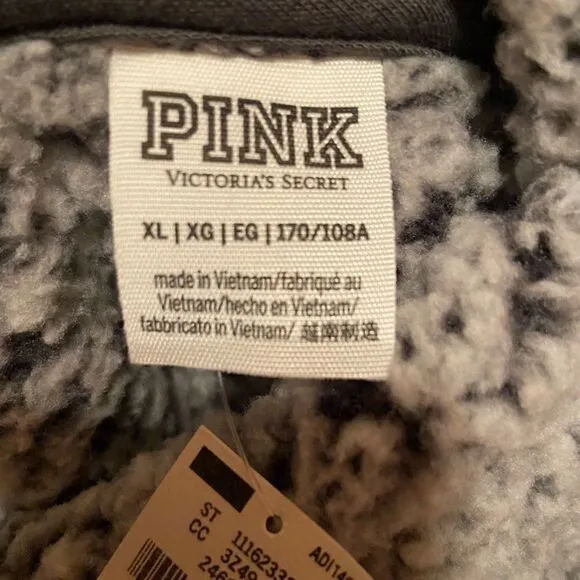 PINK
VICTORIA'S SECRET
XL | XG | EG | 170/108A
made in Vietnam/fabriqué au
Vietnam/hecho en Vietnam/
fabbricato in Vietnam/ 越南制造
ST
CC